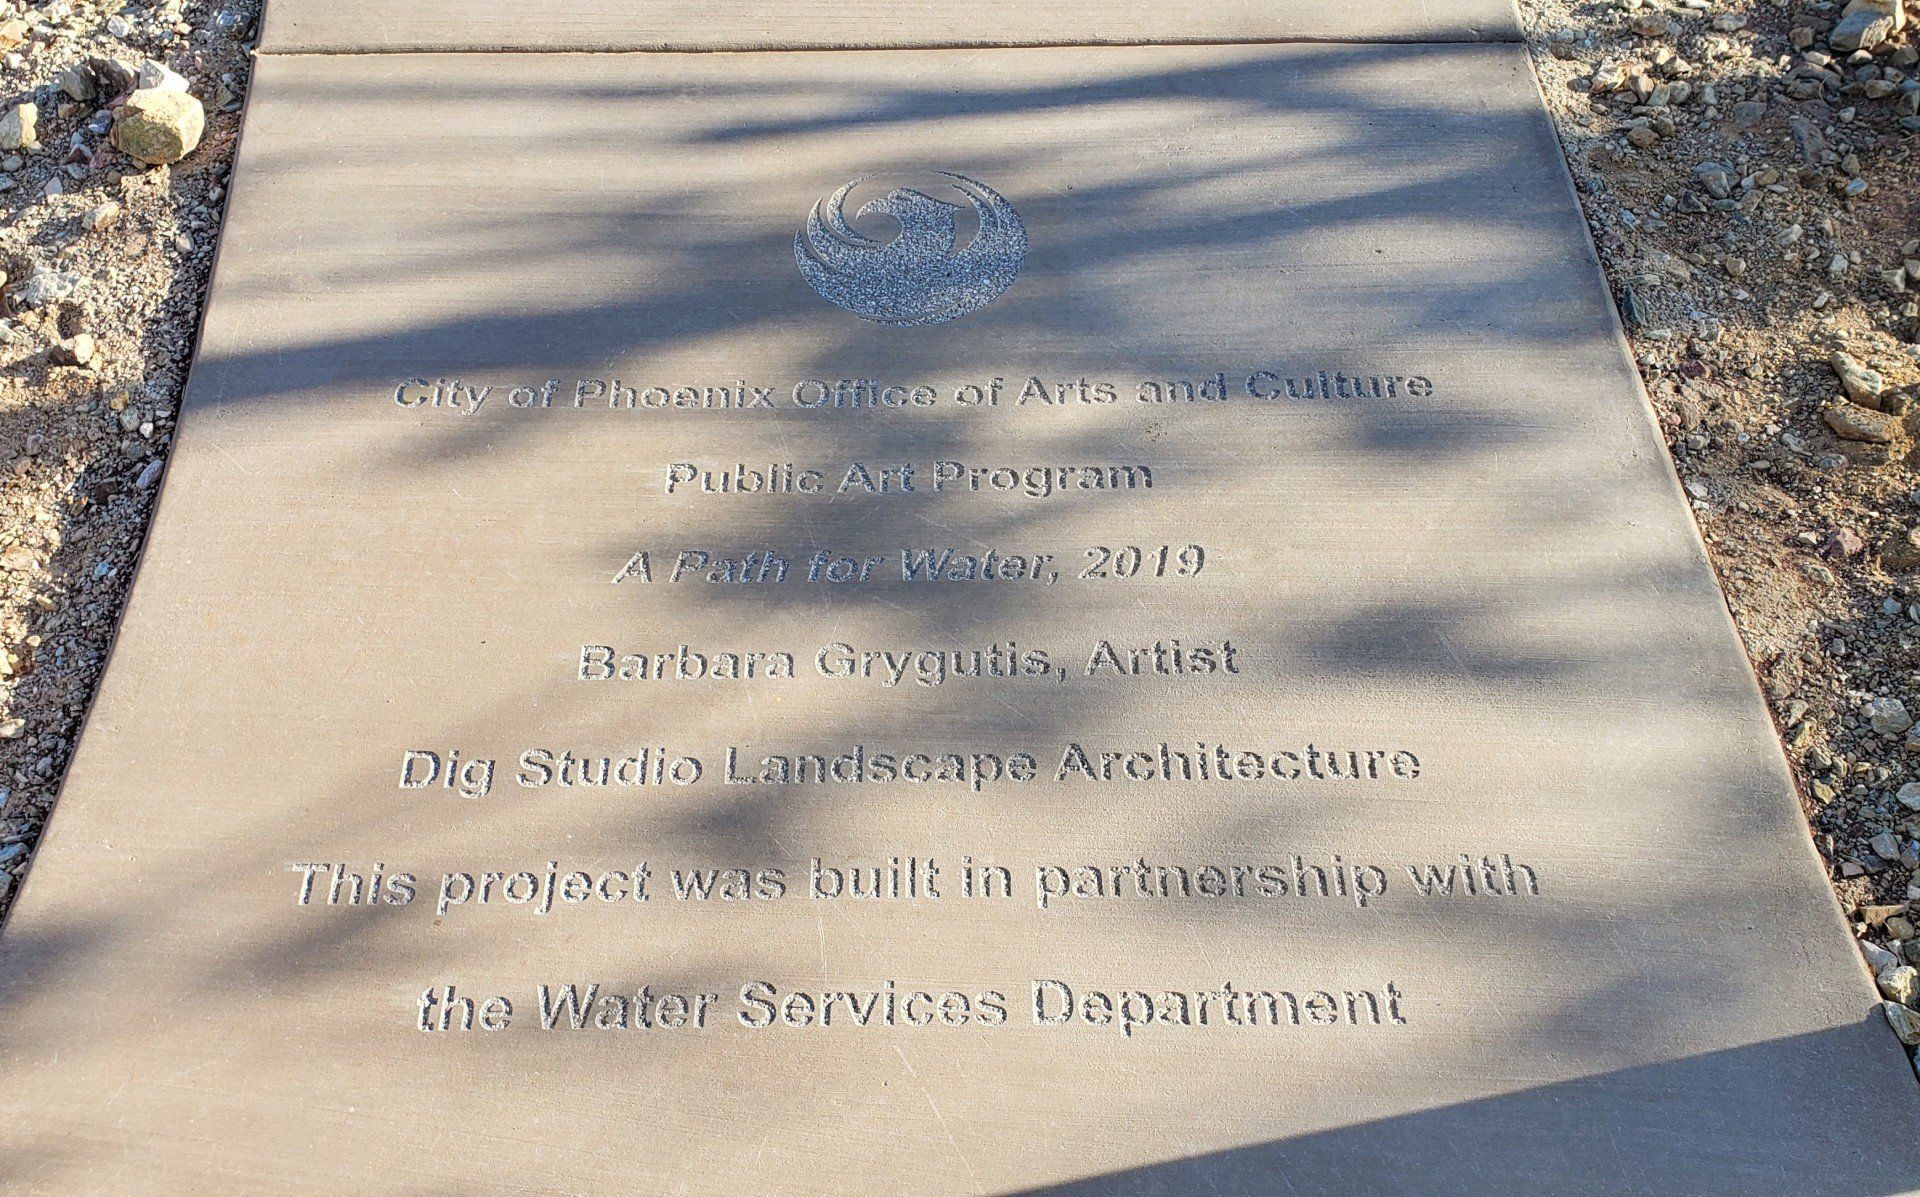 City of Phoenix Office of Arts and Culture
Public Art Program
A Path for Water, 2019
Barbara Grygutis, Artist
Dig Studio Landscape Architecture
This project was built in partnership with
the Water Services Department